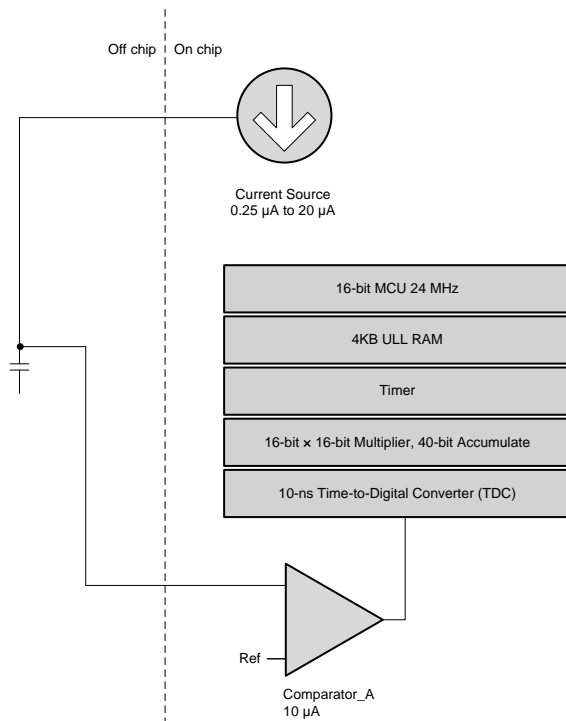 Off chip On chip
Current Source
0.25 µA to 20 µA
16-bit MCU 24 MHz
4KB ULL RAM
Timer
16-bit × 16-bit Multiplier, 40-bit Accumulate
10-ns Time-to-Digital Converter (TDC)
Ref
Comparator_A
10 µA